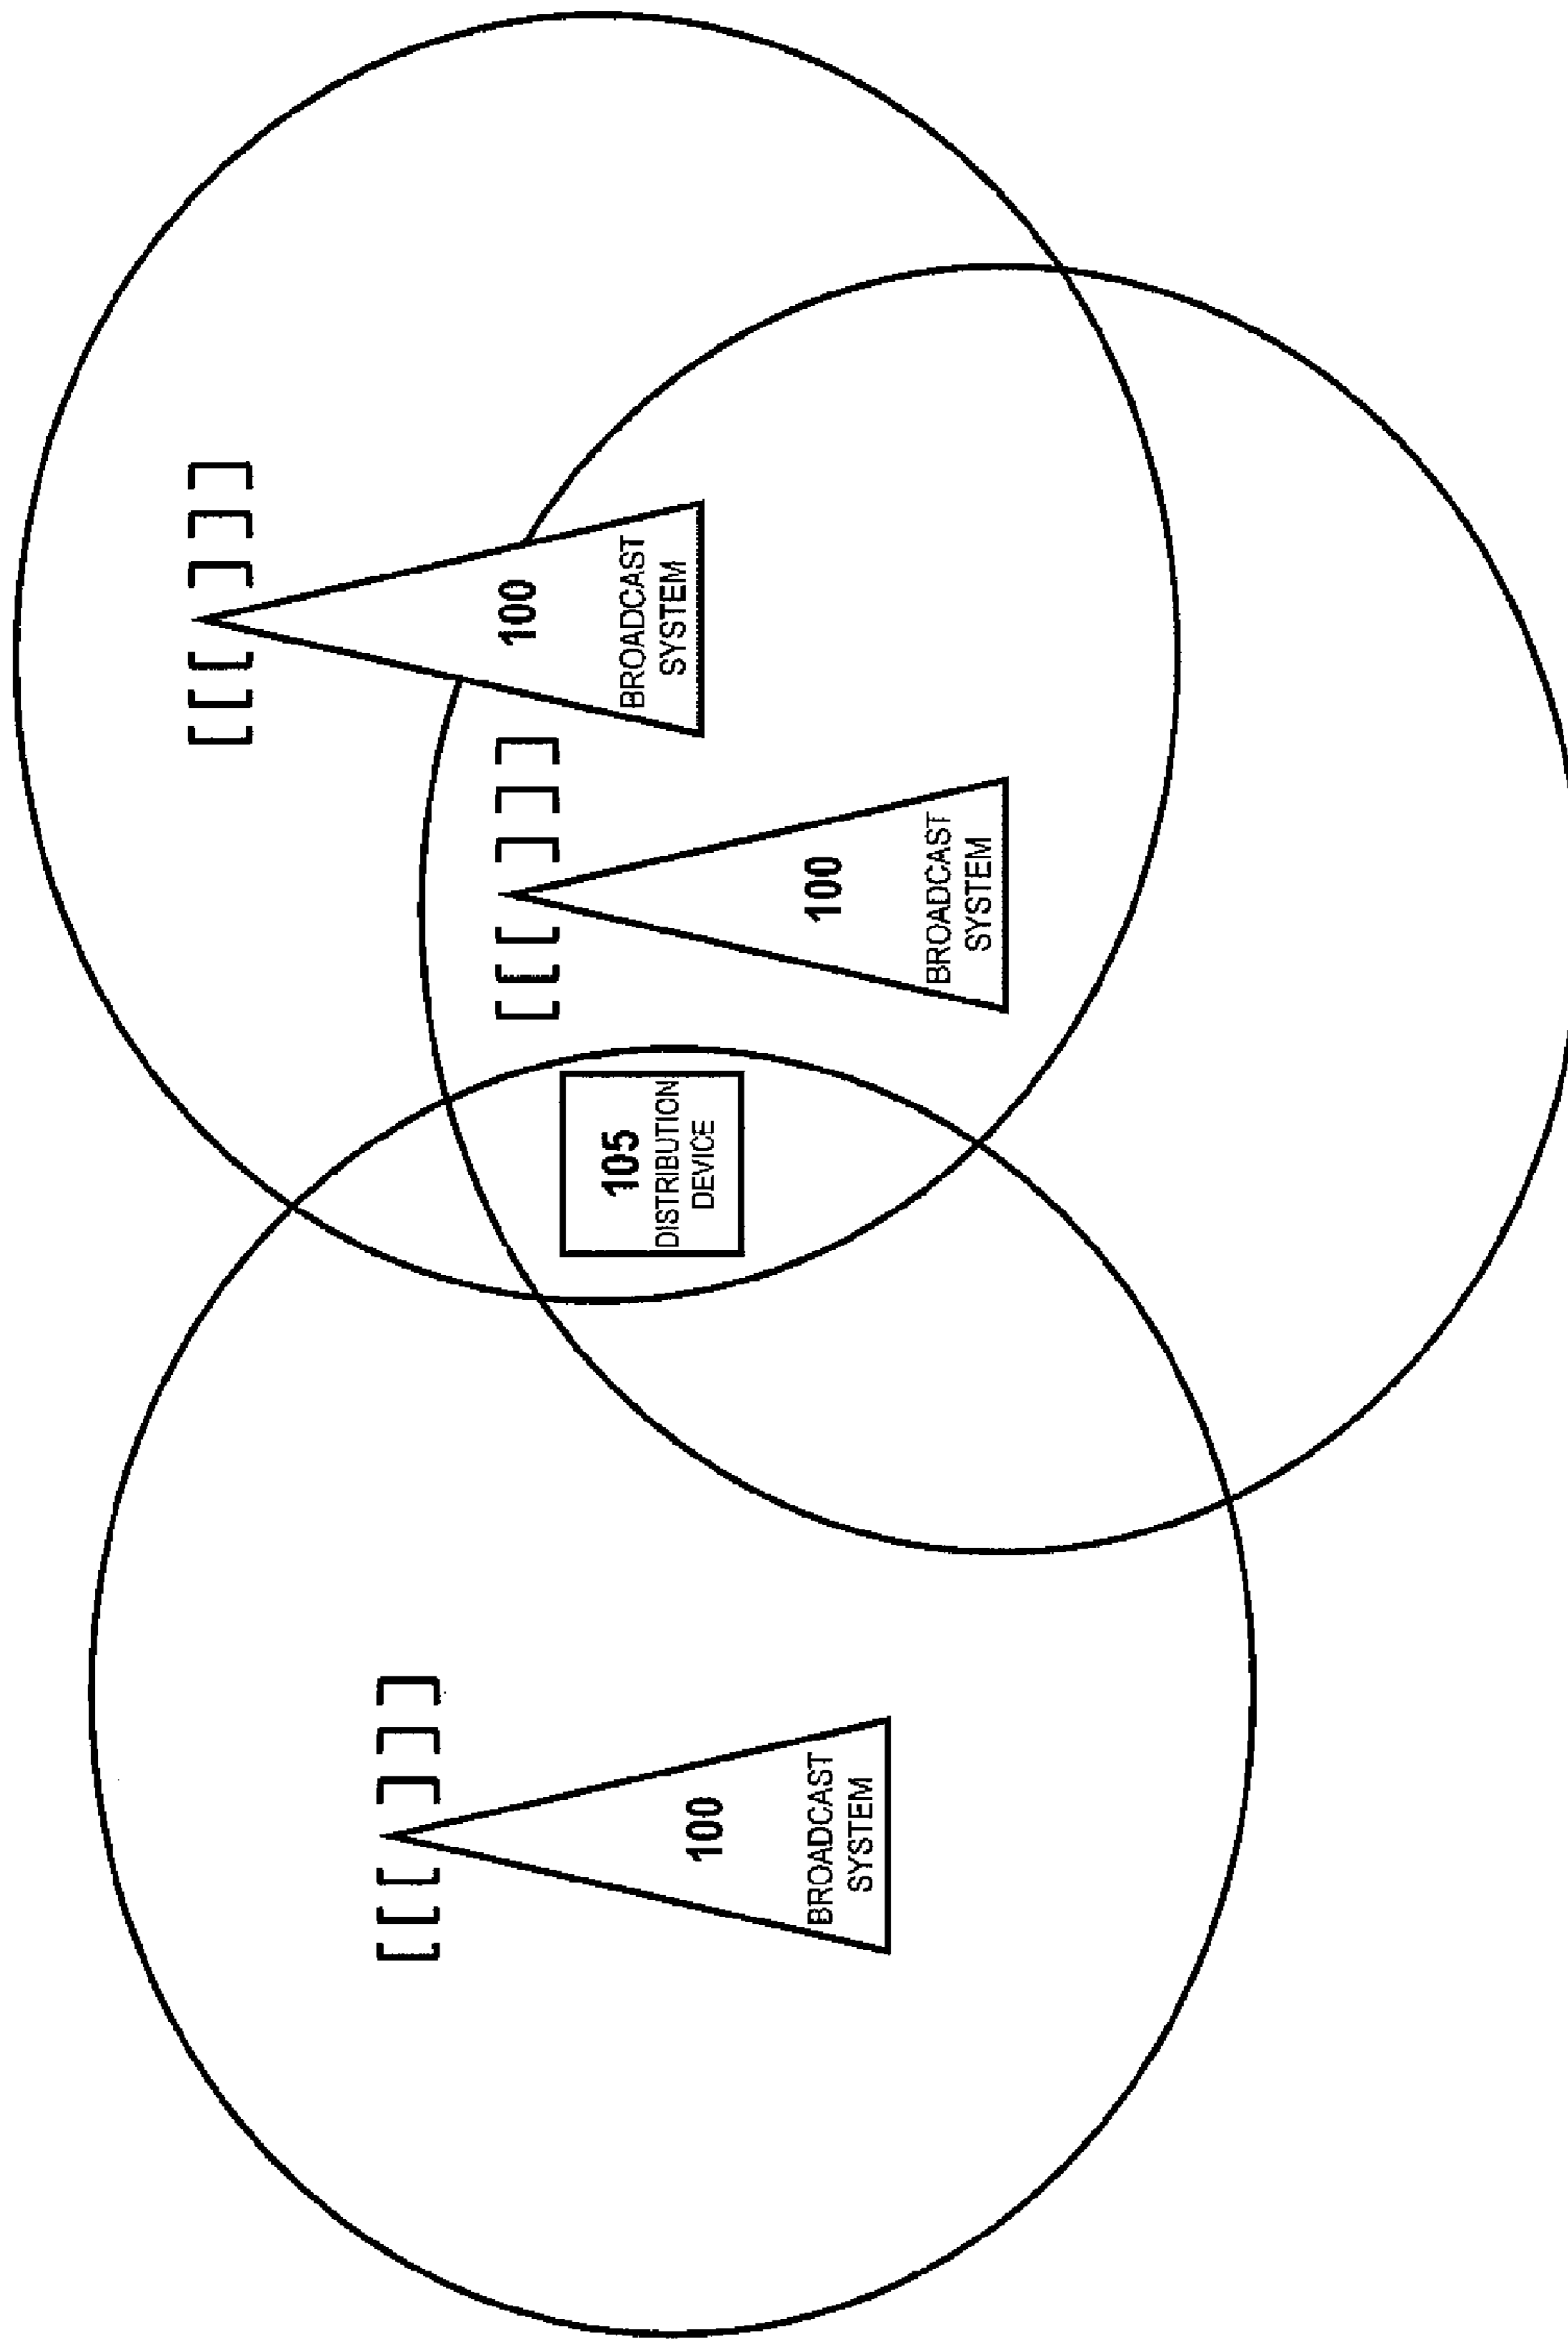 100
BROADCAST
SYSTEM
105
DISTRIBUTION
DEVICE
100
BROADCAST
SYSTEM
100
BROADCAST
SYSTEM